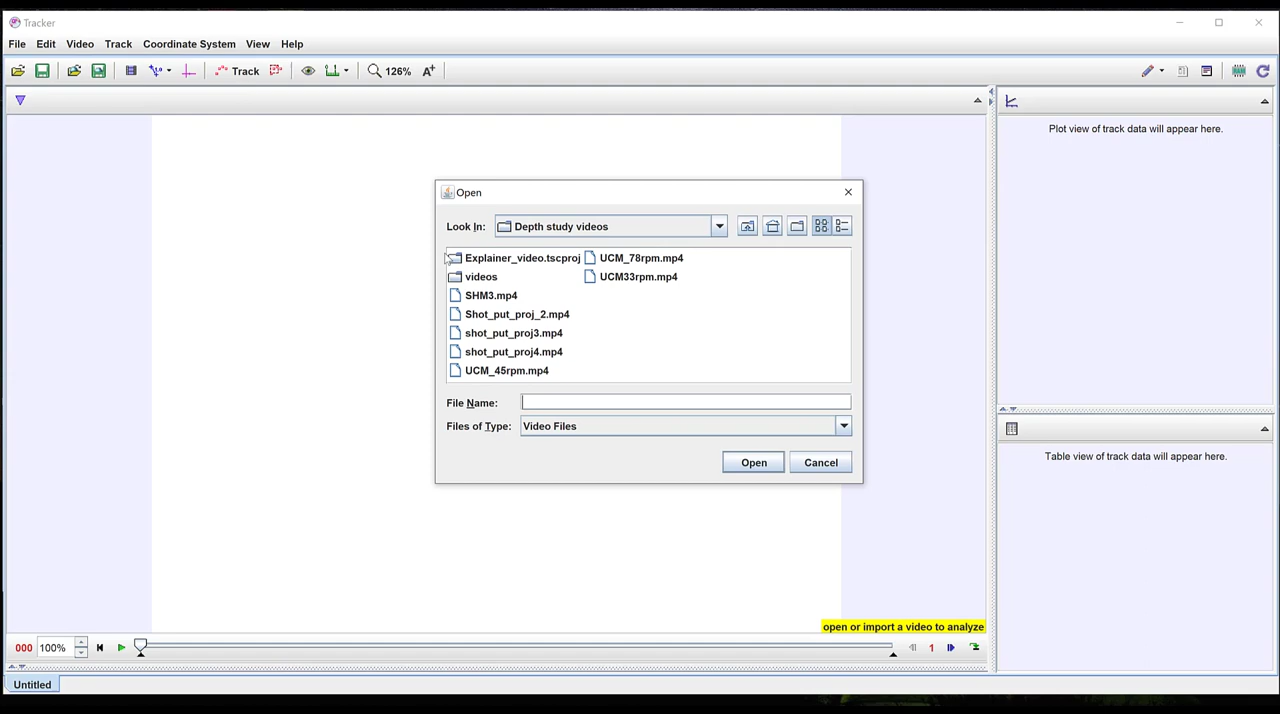 Tracker
File Edit Video Track Coordinate System View Help
Track 126% A+
Plot view of track data will appear here.
Open
Look In: Depth study videos
Explainer_video.tscproj
videos
SHM3.mp4
Shot_put_proj_2.mp4
shot_put_proj3.mp4
shot_put_proj4.mp4
UCM_45rpm.mp4
UCM_78rpm.mp4
UCM33rpm.mp4
File Name:
Files of Type: Video Files
Open Cancel
Table view of track data will appear here.
open or import a video to analyze
000 100% 1
Untitled